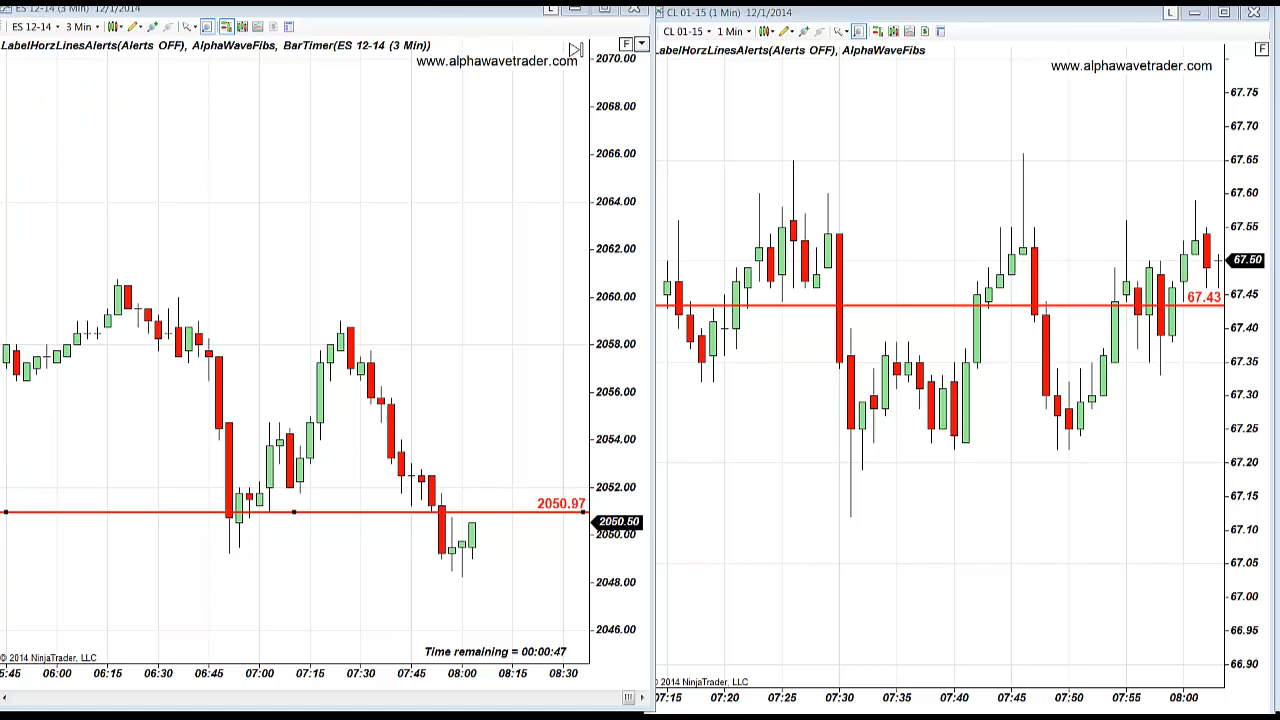 ES 12-14 (3 Min) 12/1/2014
ES 12-14 3 Min
LabelHorzLinesAlerts(Alerts OFF), AlphaWaveFibs, BarTimer(ES 12-14 (3 Min))
F
www.alphawavetrader.com
2070.00
2068.00
2066.00
2064.00
2062.00
2060.00
2058.00
2056.00
2054.00
2052.00
2050.97
2050.50
2050.00
2048.00
2046.00
Time remaining = 00:00:47
© 2014 NinjaTrader, LLC
5:45 06:00 06:15 06:30 06:45 07:00 07:15 07:30 07:45 08:00 08:15 08:30
CL 01-15 (1 Min) 12/1/2014
L
CL 01-15 1 Min
LabelHorzLinesAlerts(Alerts OFF), AlphaWaveFibs
F
www.alphawavetrader.com
67.75
67.70
67.65
67.60
67.55
67.50
67.45
67.43
67.40
67.35
67.30
67.25
67.20
67.15
67.10
67.05
67.00
66.95
66.90
2014 NinjaTrader, LLC
07:15 07:20 07:25 07:30 07:35 07:40 07:45 07:50 07:55 08:00